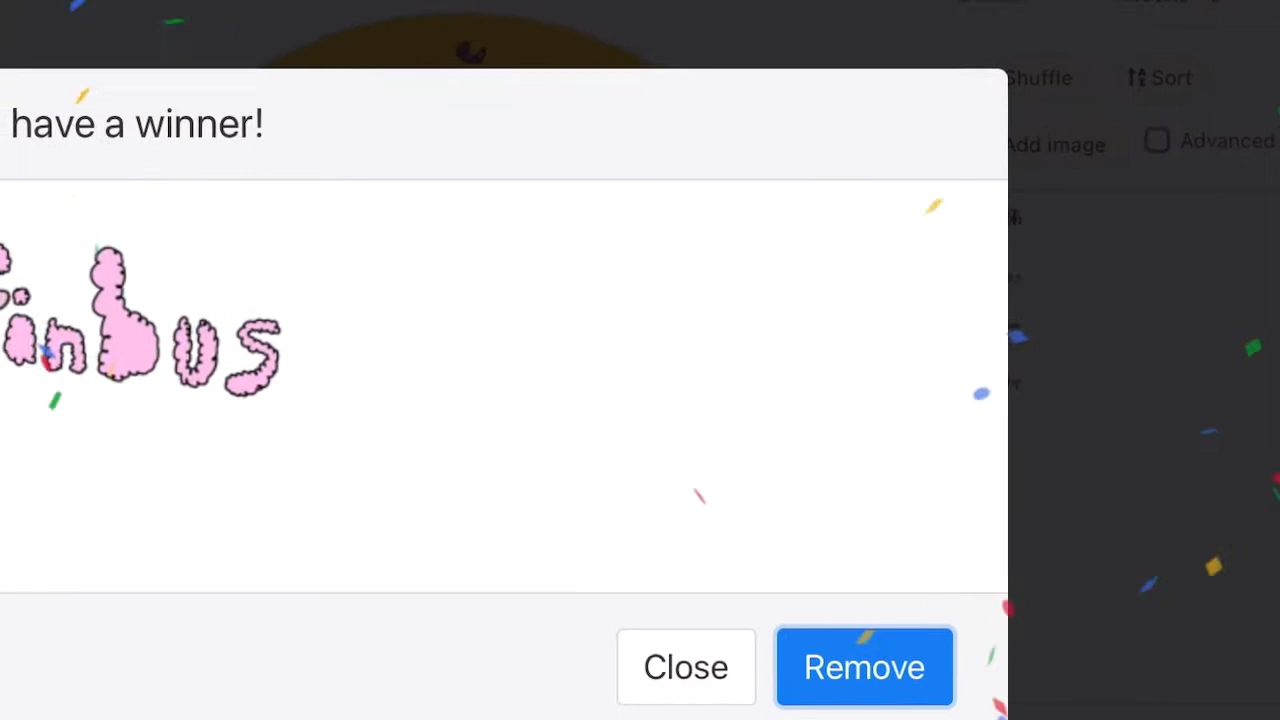 Shuffle
Sort
have a winner!
Add image
Advanced
inbus
Close
Remove